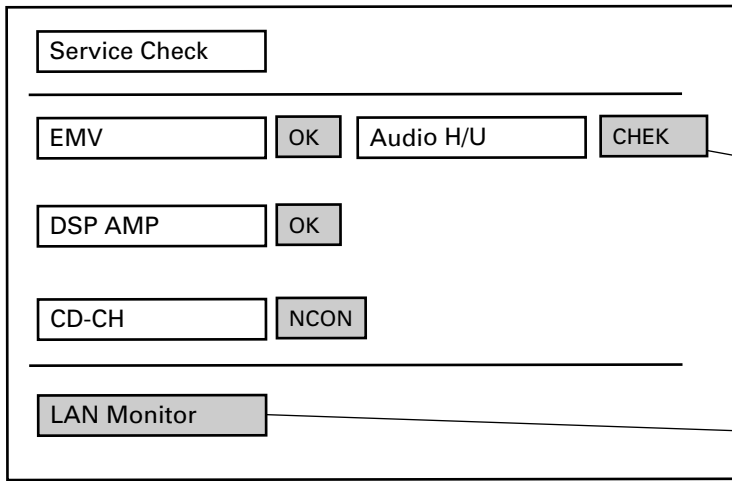 Service Check
EMV OK Audio H/U CHEK
DSP AMP OK
CD-CH NCON
LAN Monitor